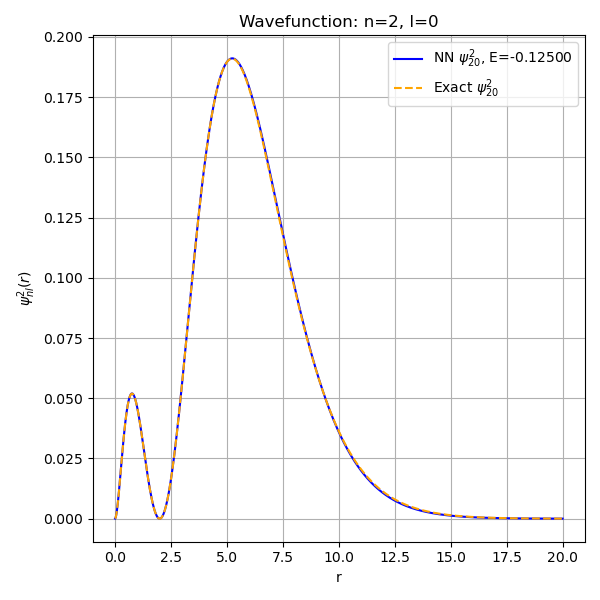 Wavefunction: n=2, l=0
NN ψ²₂₀, E=-0.12500
Exact ψ²₂₀
ψ²ₙₗ(r)
0.200
0.175
0.150
0.125
0.100
0.075
0.050
0.025
0.000
0.0 2.5 5.0 7.5 10.0 12.5 15.0 17.5 20.0
r